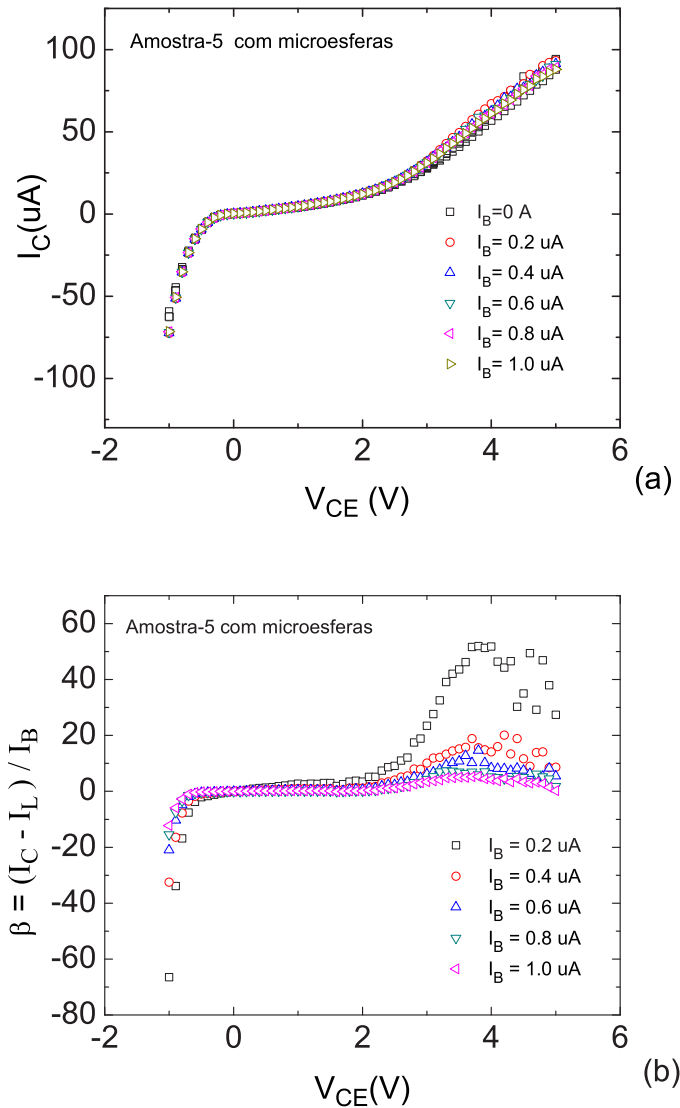 Amostra-5 com microesferas
100
50
0
-50
-100
I_C(uA)
I_B=0 A
I_B= 0.2 uA
I_B= 0.4 uA
I_B= 0.6 uA
I_B= 0.8 uA
I_B= 1.0 uA
-2 0 2 4 6
V_CE (V)
(a)
Amostra-5 com microesferas
60
40
20
0
-20
-40
-60
-80
β = (I_C - I_L ) / I_B
I_B = 0.2 uA
I_B = 0.4 uA
I_B = 0.6 uA
I_B = 0.8 uA
I_B = 1.0 uA
-2 0 2 4 6
V_CE(V)
(b)